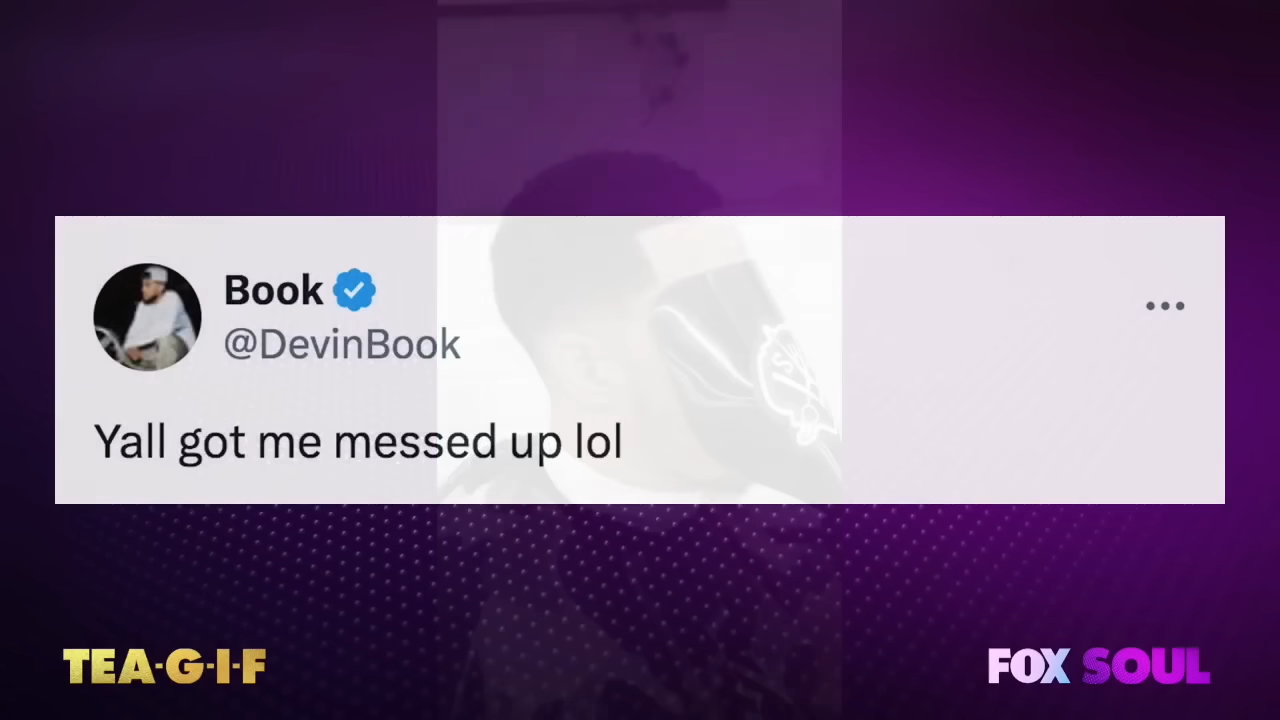 Book
@DevinBook
Yall got me messed up lol
TEA-G-I-F
FOX SOUL